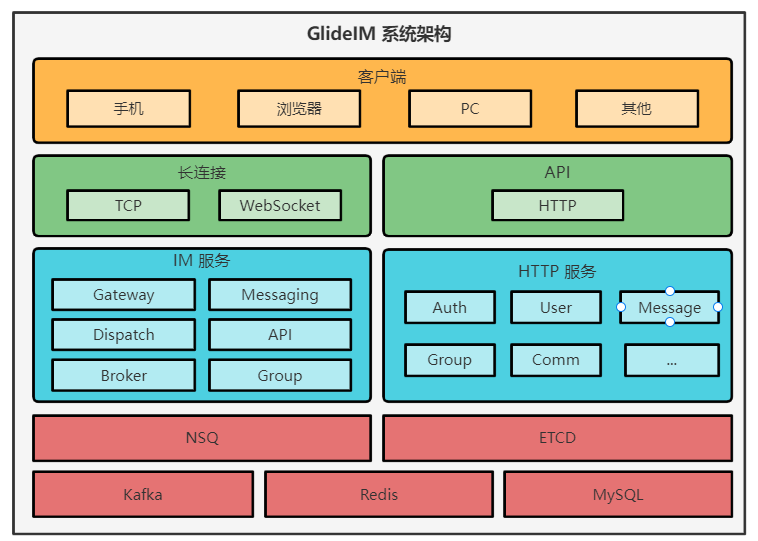 GlideIM 系统架构
客户端
手机 浏览器 PC 其他
长连接 API
TCP WebSocket HTTP
IM 服务 HTTP 服务
Gateway Messaging Auth User Message
Dispatch API
Group Comm ...
Broker Group
NSQ ETCD
Kafka Redis MySQL